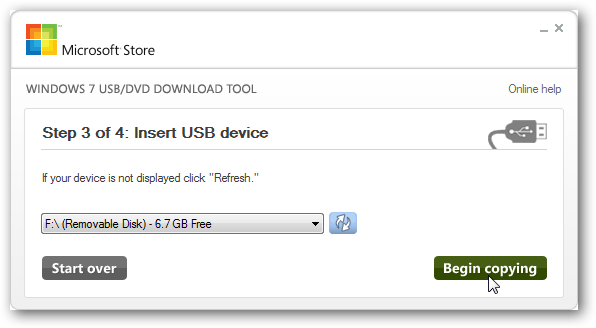 Microsoft Store
WINDOWS 7 USB/DVD DOWNLOAD TOOL
Online help
Step 3 of 4: Insert USB device
If your device is not displayed click "Refresh."
F:\ (Removable Disk) - 6.7 GB Free
Start over
Begin copying